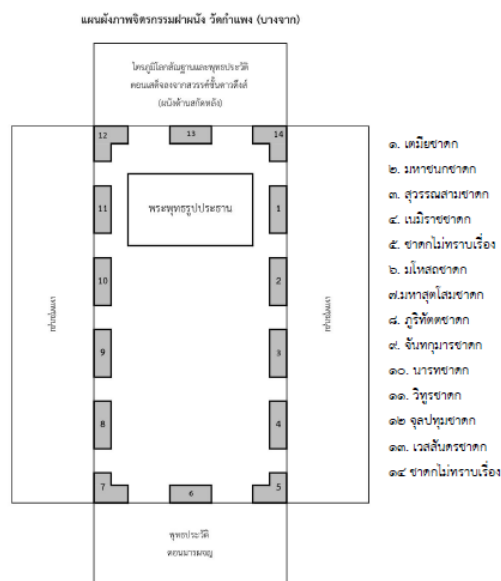 แผนผังภาพจิตรกรรมฝาผนัง วัดกำแพง (บางจาก)
ไตรภูมิโลกสัณฐานและพุทธประวัติ
ตอนเสด็จลงจากสวรรค์ชั้นดาวดึงส์
(ผนังด้านสกัดหลัง)
12
13
14
11
พระพุทธรูปประธาน
1
10
2
9
3
8
4
7
6
5
เทพชุมนุม
เทพชุมนุม
พุทธประวัติ
ตอนมารผจญ
๑. เตมียชาดก
๒. มหาชนกชาดก
๓. สุวรรณสามชาดก
๔. เนมิราชชาดก
๕. ชาดกไม่ทราบเรื่อง
๖. มโหสถชาดก
๗.มหาสุตโสมชาดก
๘. ภูริทัตตชาดก
๙. จันทกุมารชาดก
๑๐. นารทชาดก
๑๑. วิทูรชาดก
๑๒ จุลปทุมชาดก
๑๓. เวสสันดรชาดก
๑๔ ชาดกไม่ทราบเรื่อง